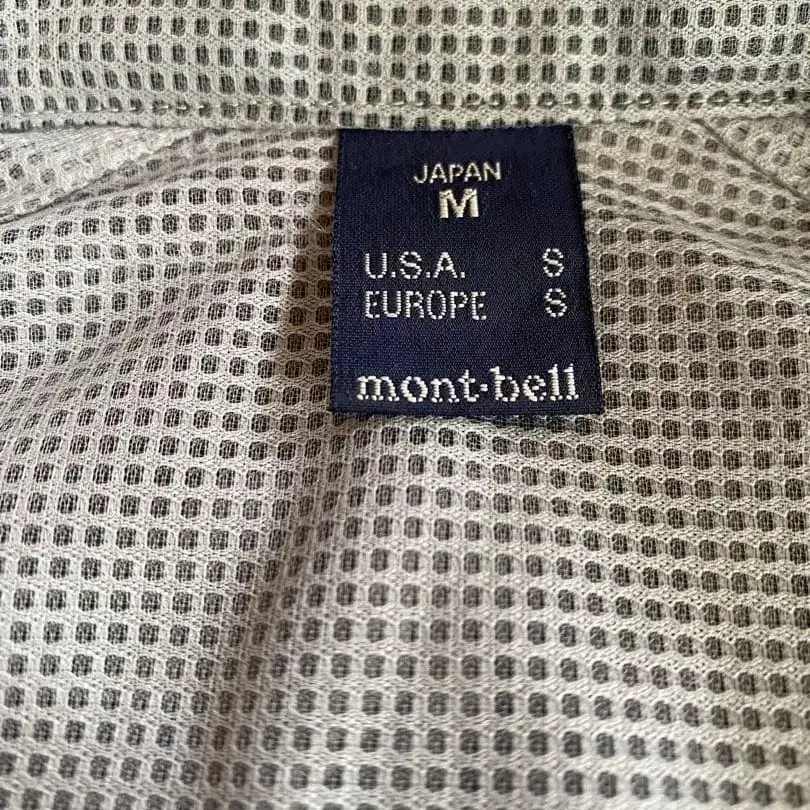 JAPAN
M
U.S.A. S
EUROPE S
mont·bell